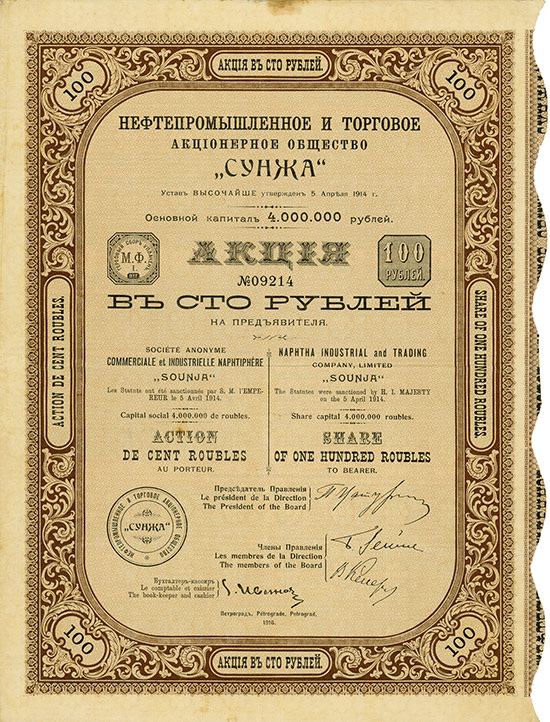 АКЦІЯ ВЪ СТО РУБЛЕЙ.
100
100
НЕФТЕПРОМЫШЛЕННОЕ И ТОРГОВОЕ
АКЦІОНЕРНОЕ ОБЩЕСТВО
„СУНЖА“
Уставъ ВЫСОЧАЙШЕ утвержденъ 5. Апрѣля 1914 г.
Основной капиталъ 4.000.000 рублей.
М.Ф.
I.
АКЦІЯ
100
РУБЛЕЙ.
№09214
ВЪ СТО РУБЛЕЙ
НА ПРЕДЪЯВИТЕЛЯ.
ACTION DE CENT ROUBLES.
SHARE OF ONE HUNDRED ROUBLES.
SOCIÉTÉ ANONYME
COMMERCIALE et INDUSTRIELLE NAPHTIPHÈRE
„SOUNJA“
Les Statuts ont été sanctionnés par S. M. l'EMPE-
REUR le 5 Avril 1914.
Capital social 4.000.000 de roubles.
ACTION
DE CENT ROUBLES
AU PORTEUR.
NAPHTHA INDUSTRIAL and TRADING
COMPANY, LIMITED
„SOUNJA“
The Statutes were sanctioned by H. I. MAJESTY
on the 5 April 1914.
Share capital 4.000.000 roubles.
SHARE
OF ONE HUNDRED ROUBLES
TO BEARER.
Предсѣдатель Правленія
Le président de la Direction
The President of the Board
НЕФТЕПРОМЫШЛЕННОЕ И ТОРГОВОЕ АКЦІОНЕРНОЕ ОБЩЕСТВО
„СУНЖА“
Члены Правленія
Les membres de la Direction
The members of the Board
Бухгалтеръ-кассиръ
Le comptable et caissier
The book-keeper and cashier
Петроградъ, Pétrograde, Petrograd,
1916.
100
100
АКЦІЯ ВЪ СТО РУБЛЕЙ.